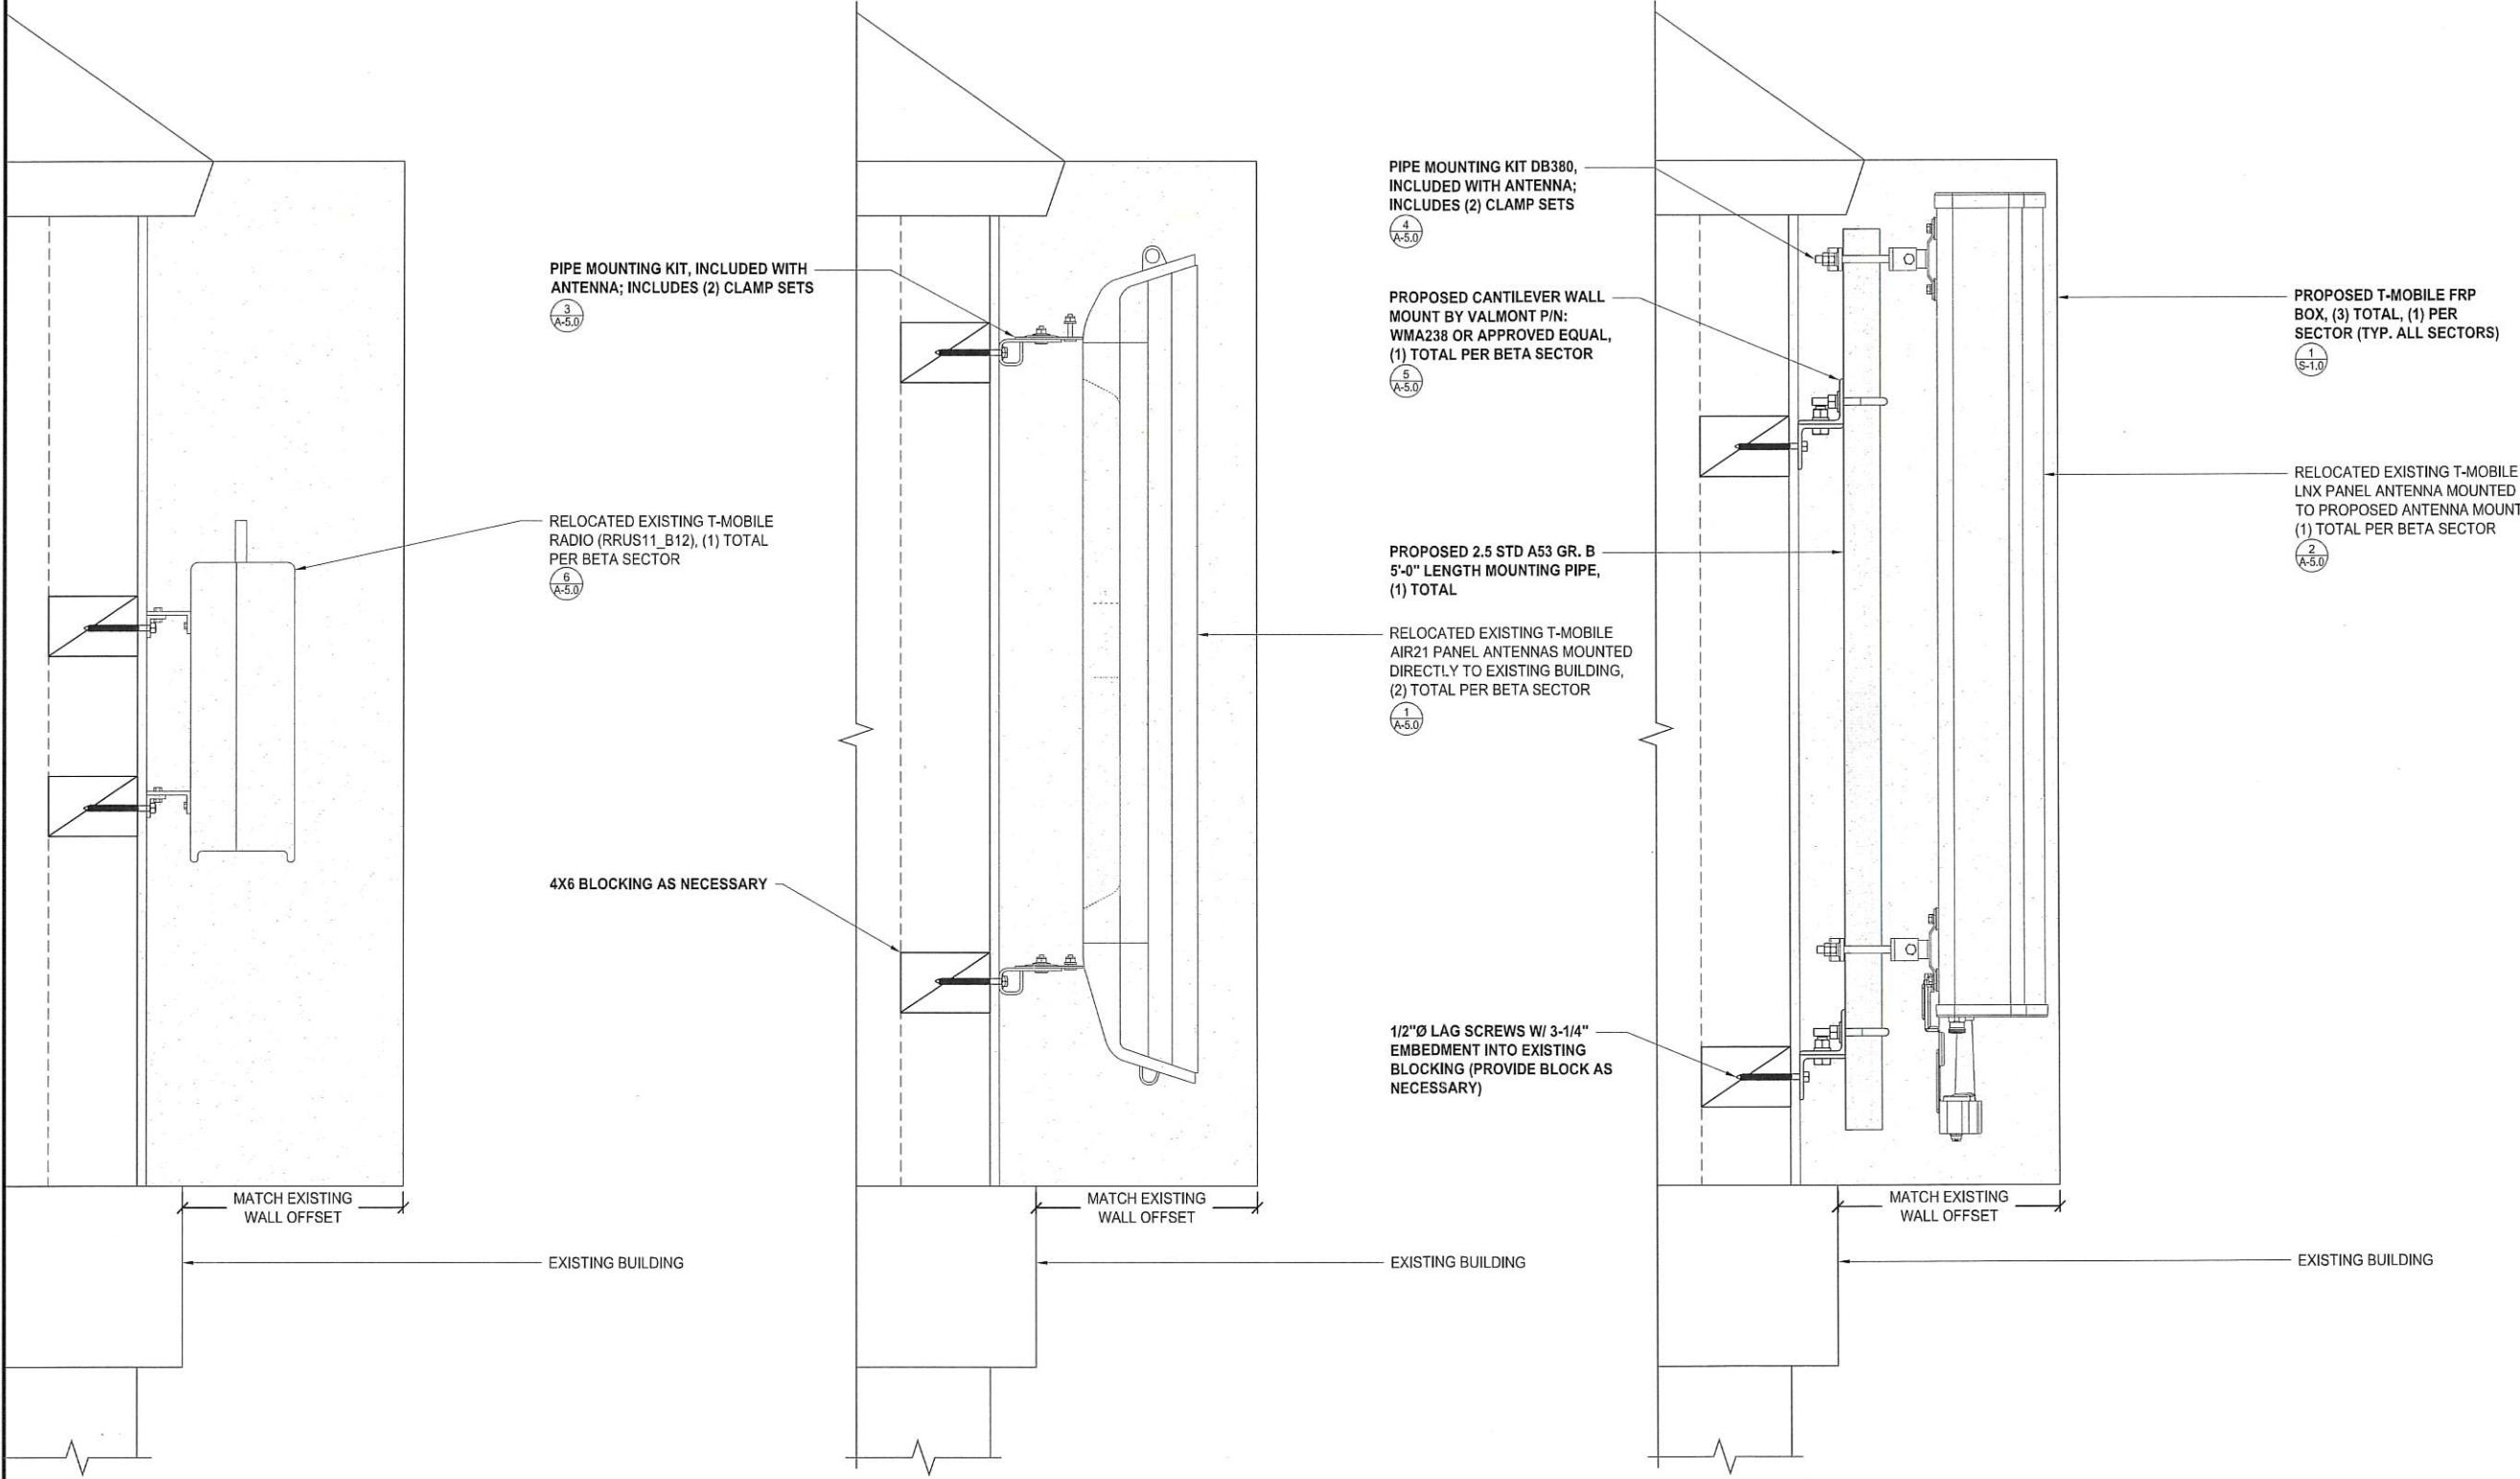 PIPE MOUNTING KIT, INCLUDED WITH
ANTENNA; INCLUDES (2) CLAMP SETS
3
A-5.0
RELOCATED EXISTING T-MOBILE
RADIO (RRUS11_B12), (1) TOTAL
PER BETA SECTOR
6
A-5.0
4X6 BLOCKING AS NECESSARY
MATCH EXISTING
WALL OFFSET
EXISTING BUILDING
PIPE MOUNTING KIT DB380,
INCLUDED WITH ANTENNA;
INCLUDES (2) CLAMP SETS
4
A-5.0
PROPOSED CANTILEVER WALL
MOUNT BY VALMONT P/N:
WMA238 OR APPROVED EQUAL,
(1) TOTAL PER BETA SECTOR
5
A-5.0
PROPOSED 2.5 STD A53 GR. B
5'-0" LENGTH MOUNTING PIPE,
(1) TOTAL
RELOCATED EXISTING T-MOBILE
AIR21 PANEL ANTENNAS MOUNTED
DIRECTLY TO EXISTING BUILDING,
(2) TOTAL PER BETA SECTOR
1
A-5.0
1/2"Ø LAG SCREWS W/ 3-1/4"
EMBEDMENT INTO EXISTING
BLOCKING (PROVIDE BLOCK AS
NECESSARY)
MATCH EXISTING
WALL OFFSET
EXISTING BUILDING
PROPOSED T-MOBILE FRP
BOX, (3) TOTAL, (1) PER
SECTOR (TYP. ALL SECTORS)
1
S-1.0
RELOCATED EXISTING T-MOBILE
LNX PANEL ANTENNA MOUNTED
TO PROPOSED ANTENNA MOUNT
(1) TOTAL PER BETA SECTOR
2
A-5.0
MATCH EXISTING
WALL OFFSET
EXISTING BUILDING